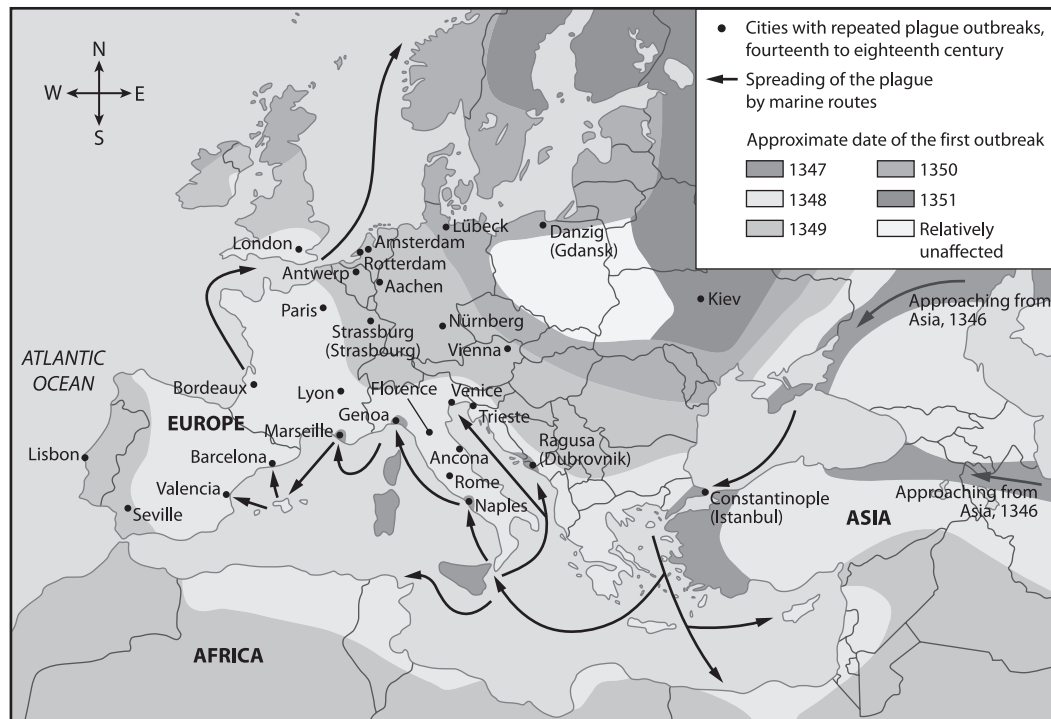 N
W
E
S
Cities with repeated plague outbreaks,
fourteenth to eighteenth century
Spreading of the plague
by marine routes
Approximate date of the first outbreak
1347
1350
1348
1351
1349
Relatively
unaffected
London
Amsterdam
Rotterdam
Antwerp
Aachen
Lübeck
Danzig
(Gdansk)
Kiev
Approaching from
Asia, 1346
Paris
Strassburg
(Strasbourg)
Nürnberg
Vienna
ATLANTIC
OCEAN
Bordeaux
Lyon
Florence
Venice
Trieste
EUROPE
Genoa
Marseille
Lisbon
Barcelona
Ancona
Ragusa
(Dubrovnik)
Valencia
Rome
Seville
Naples
Constantinople
(Istanbul)
Approaching from
Asia, 1346
ASIA
AFRICA